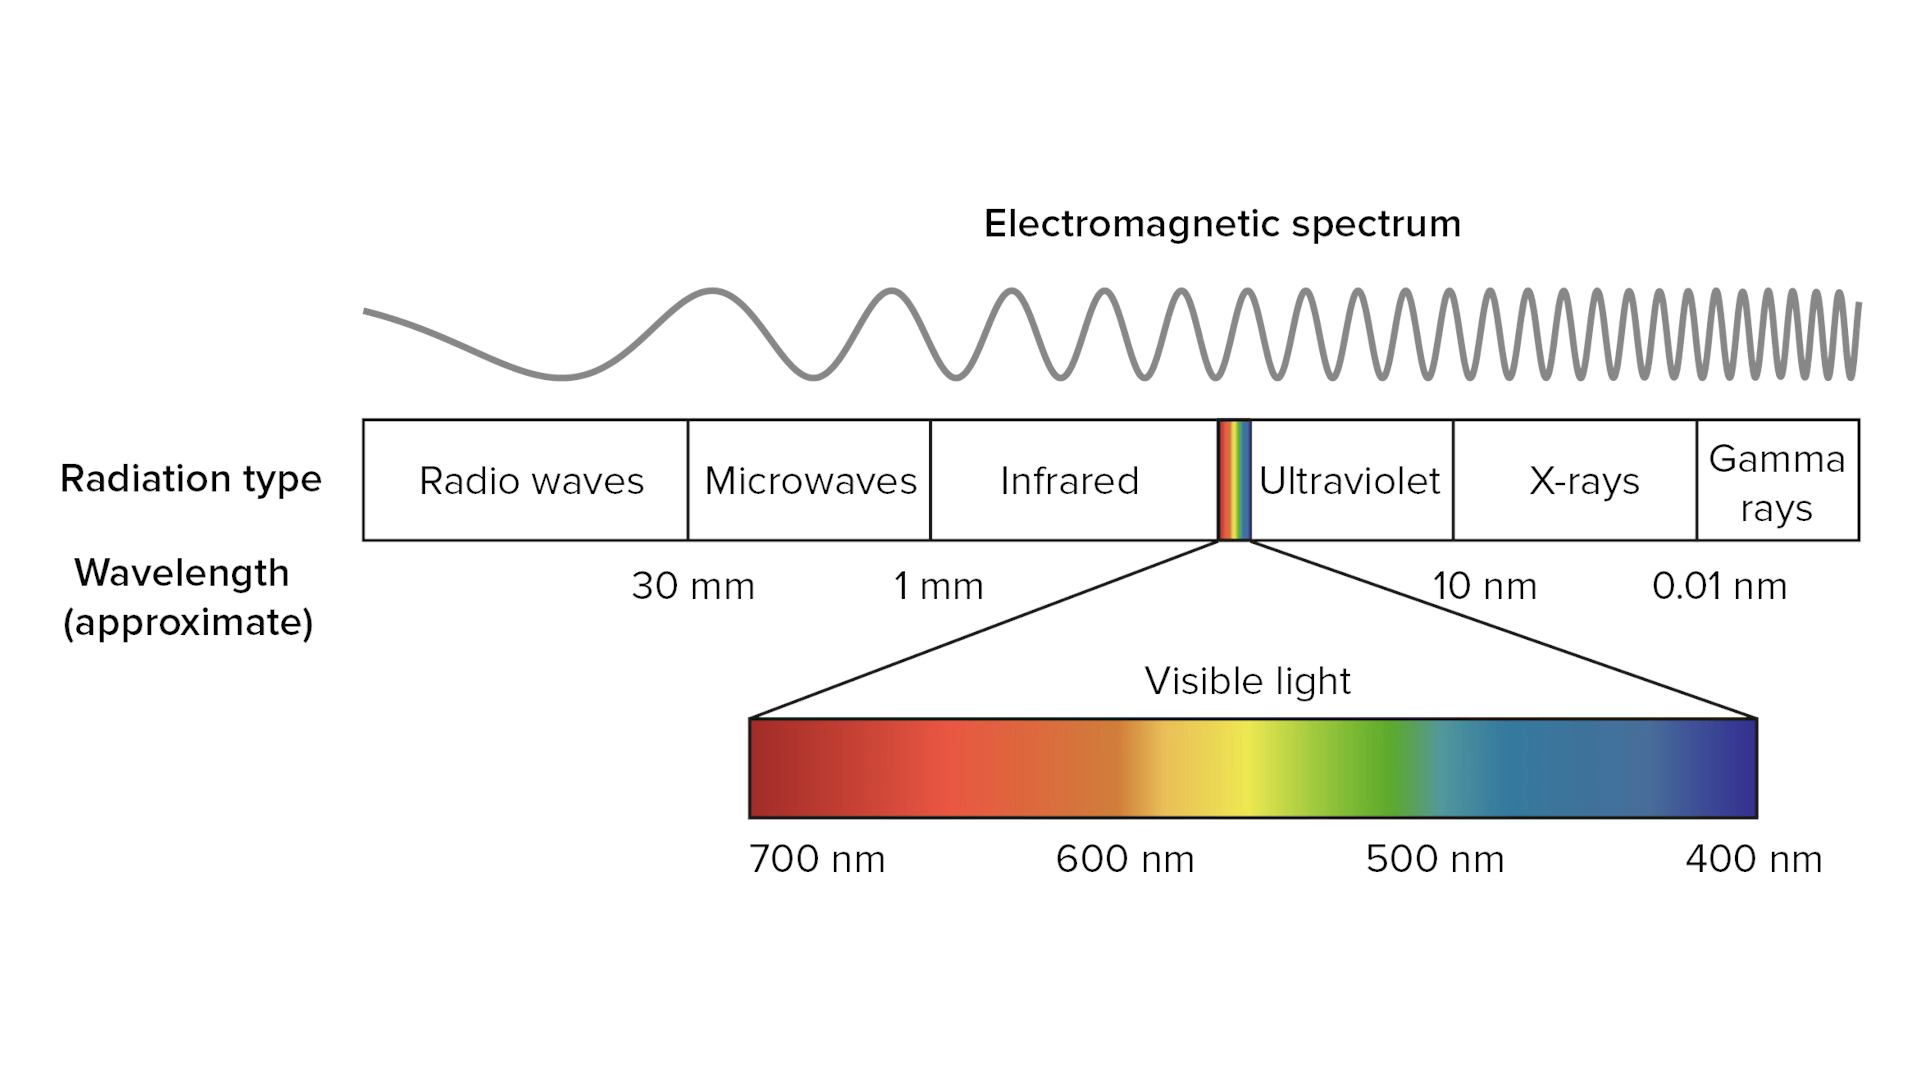 Electromagnetic spectrum
Radiation type
Radio waves
Microwaves
Infrared
Ultraviolet
X-rays
Gamma
rays
Wavelength
(approximate)
30 mm
1 mm
10 nm
0.01 nm
Visible light
700 nm
600 nm
500 nm
400 nm